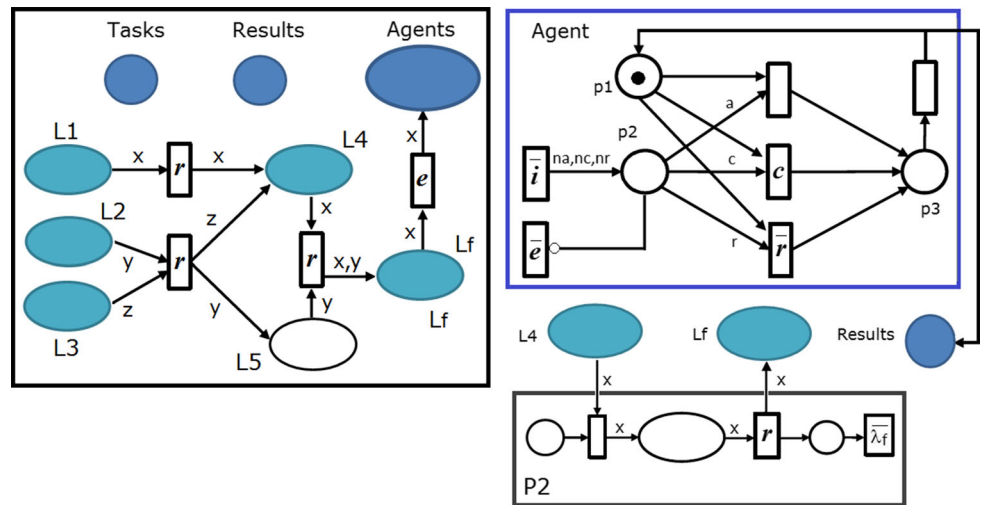 Tasks Results Agents
L1
x r x L4
x
e
x
L2
z
x
y r
r x,y
Lf
z
y
y
Lf
L3
L5
Agent
p1
a
p2
i na,nc,nr
c
c
p3
e
r
r
L4 Lf Results
x x
x x r λf
P2